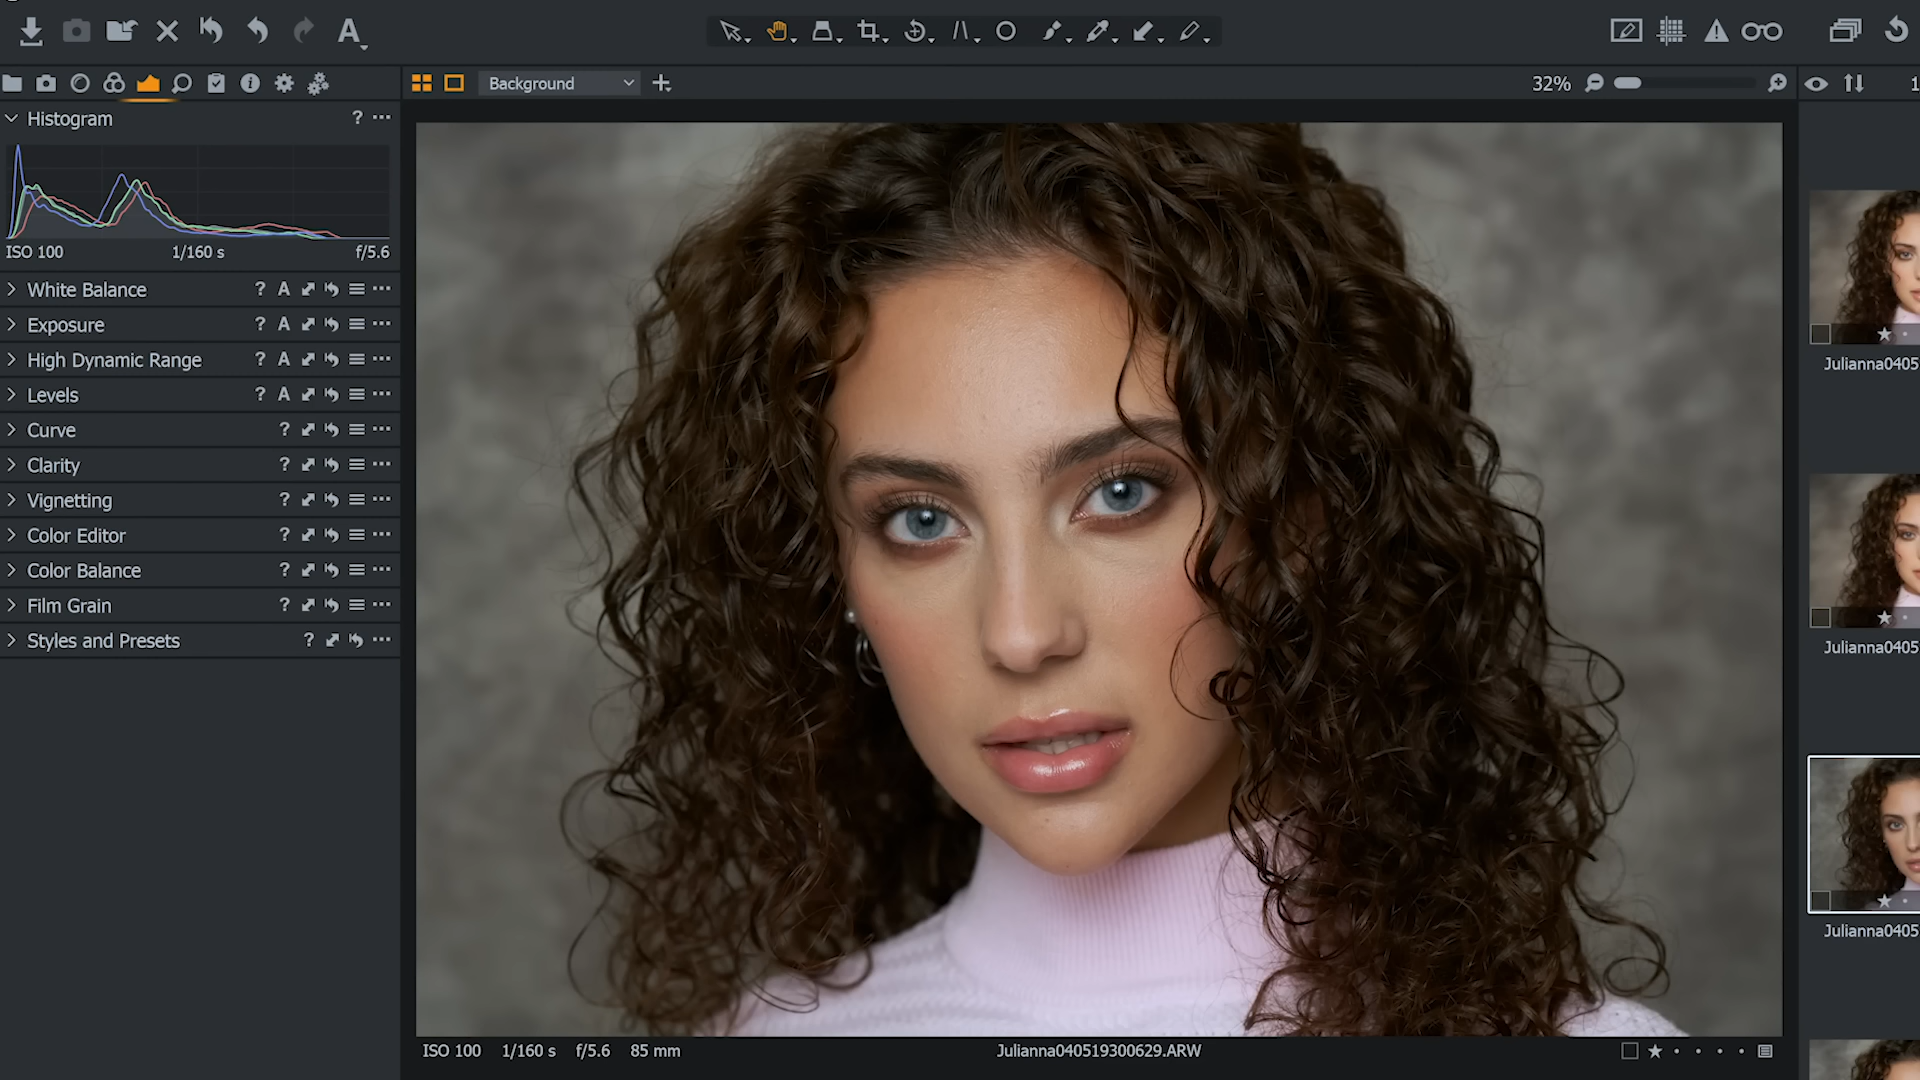 A
Background
32%
1
Histogram
?
ISO 100 1/160 s f/5.6
White Balance ? A
Exposure ? A
High Dynamic Range ? A
Levels ? A
Curve ?
Clarity ?
Vignetting ?
Color Editor ?
Color Balance ?
Film Grain ?
Styles and Presets ?
Julianna0405
Julianna0405
Julianna0405
ISO 100 1/160 s f/5.6 85 mm Julianna040519300629.ARW